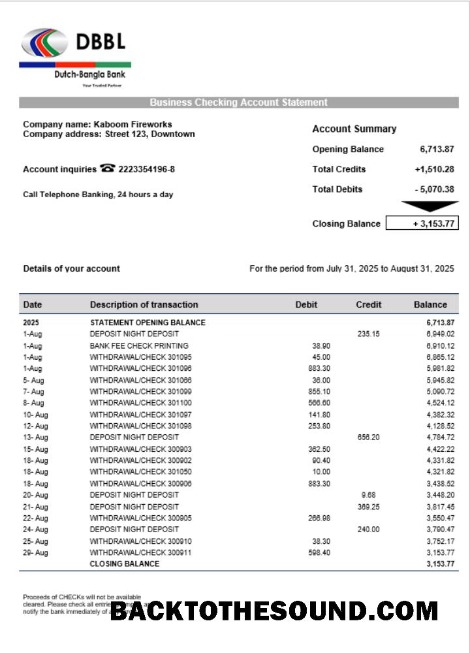 DBBL
Dutch-Bangla Bank
Your Trusted Partner
Business Checking Account Statement
Company name: Kaboom Fireworks
Company address: Street 123, Downtown
Account inquiries ☎ 2223354196-8
Call Telephone Banking, 24 hours a day
Account Summary
Opening Balance 6,713.87
Total Credits +1,510.28
Total Debits - 5,070.38
Closing Balance + 3,153.77
Details of your account For the period from July 31, 2025 to August 31, 2025
Date Description of transaction Debit Credit Balance
2025 STATEMENT OPENING BALANCE 6,713.87
1-Aug DEPOSIT NIGHT DEPOSIT 235.15 6,949.02
1-Aug BANK FEE CHECK PRINTING 38.90 6,910.12
1-Aug WITHDRAWAL/CHECK 301095 45.00 6,865.12
1-Aug WITHDRAWAL/CHECK 301096 883.30 5,981.82
5- Aug WITHDRAWAL/CHECK 301066 36.00 5,945.82
7- Aug WITHDRAWAL/CHECK 301099 855.10 5,090.72
8- Aug WITHDRAWAL/CHECK 301100 566.60 4,524.12
10- Aug WITHDRAWAL/CHECK 301097 141.80 4,382.32
12- Aug WITHDRAWAL/CHECK 301098 253.80 4,128.52
13- Aug DEPOSIT NIGHT DEPOSIT 656.20 4,784.72
15- Aug WITHDRAWAL/CHECK 300903 362.50 4,422.22
18- Aug WITHDRAWAL/CHECK 300902 90.40 4,331.82
18- Aug WITHDRAWAL/CHECK 301050 10.00 4,321.82
18- Aug WITHDRAWAL/CHECK 300906 883.30 3,438.52
20- Aug DEPOSIT NIGHT DEPOSIT 9.68 3,448.20
21- Aug DEPOSIT NIGHT DEPOSIT 369.25 3,817.45
22- Aug WITHDRAWAL/CHECK 300905 266.98 3,550.47
24- Aug DEPOSIT NIGHT DEPOSIT 240.00 3,790.47
25- Aug WITHDRAWAL/CHECK 300910 38.30 3,752.17
29- Aug WITHDRAWAL/CHECK 300911 598.40 3,153.77
CLOSING BALANCE 3,153.77
Proceeds of CHECKs will not be available
cleared. Please check all
notify the bank immediately of
BACKTOTHESOUND.COM